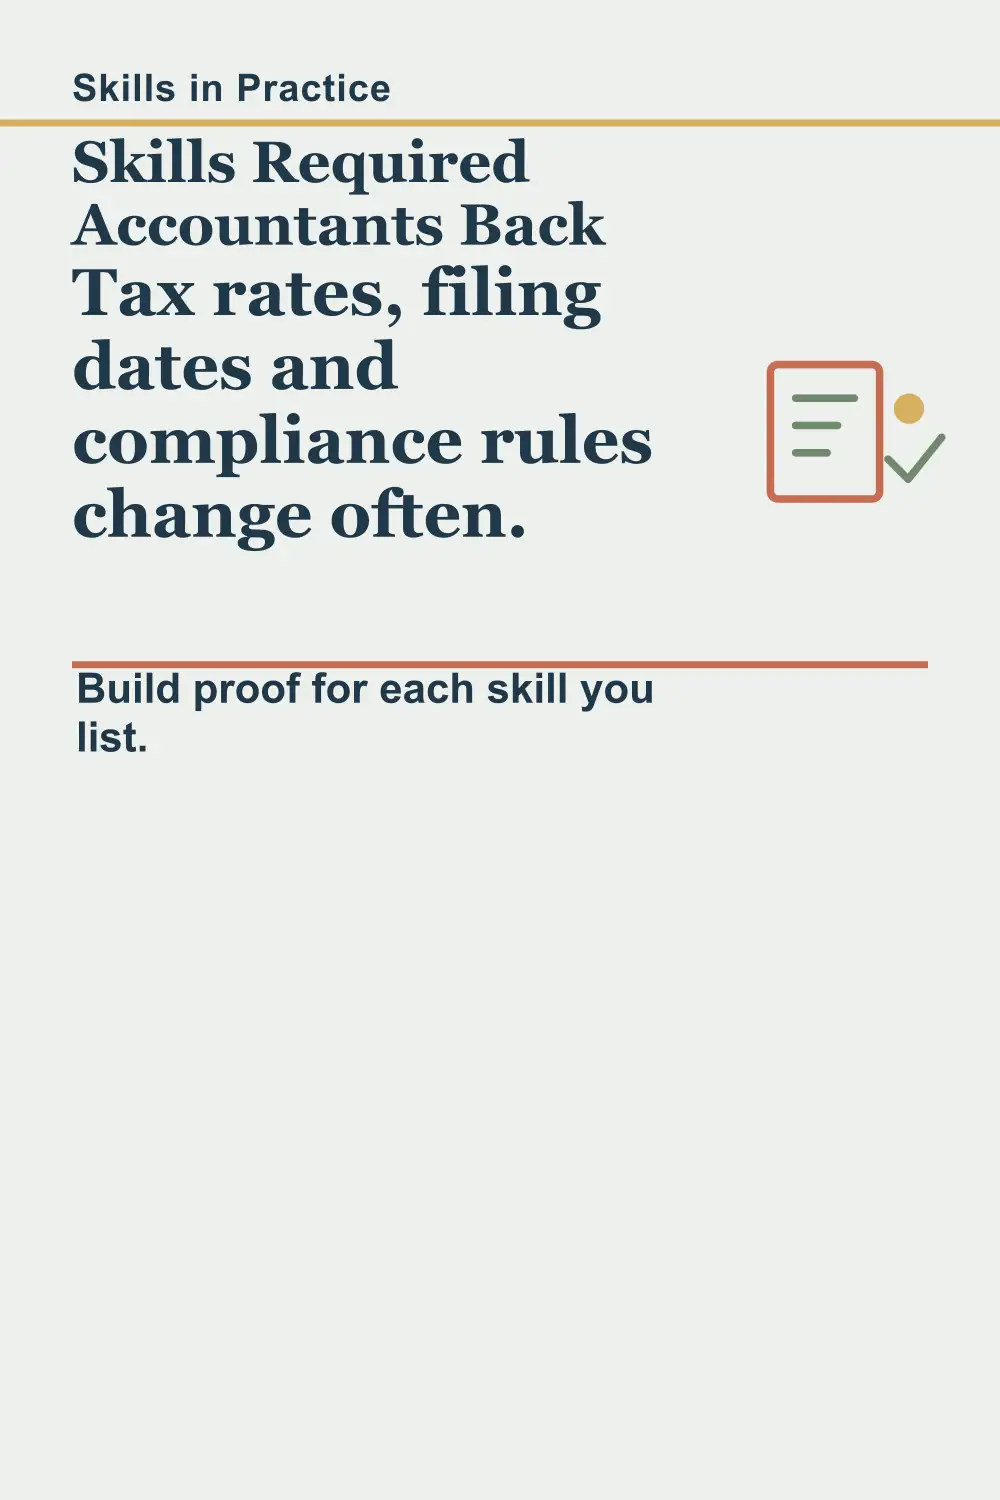 Skills in Practice
Skills Required
Accountants Back
Tax rates, filing
dates and
compliance rules
change often.
Build proof for each skill you
list.